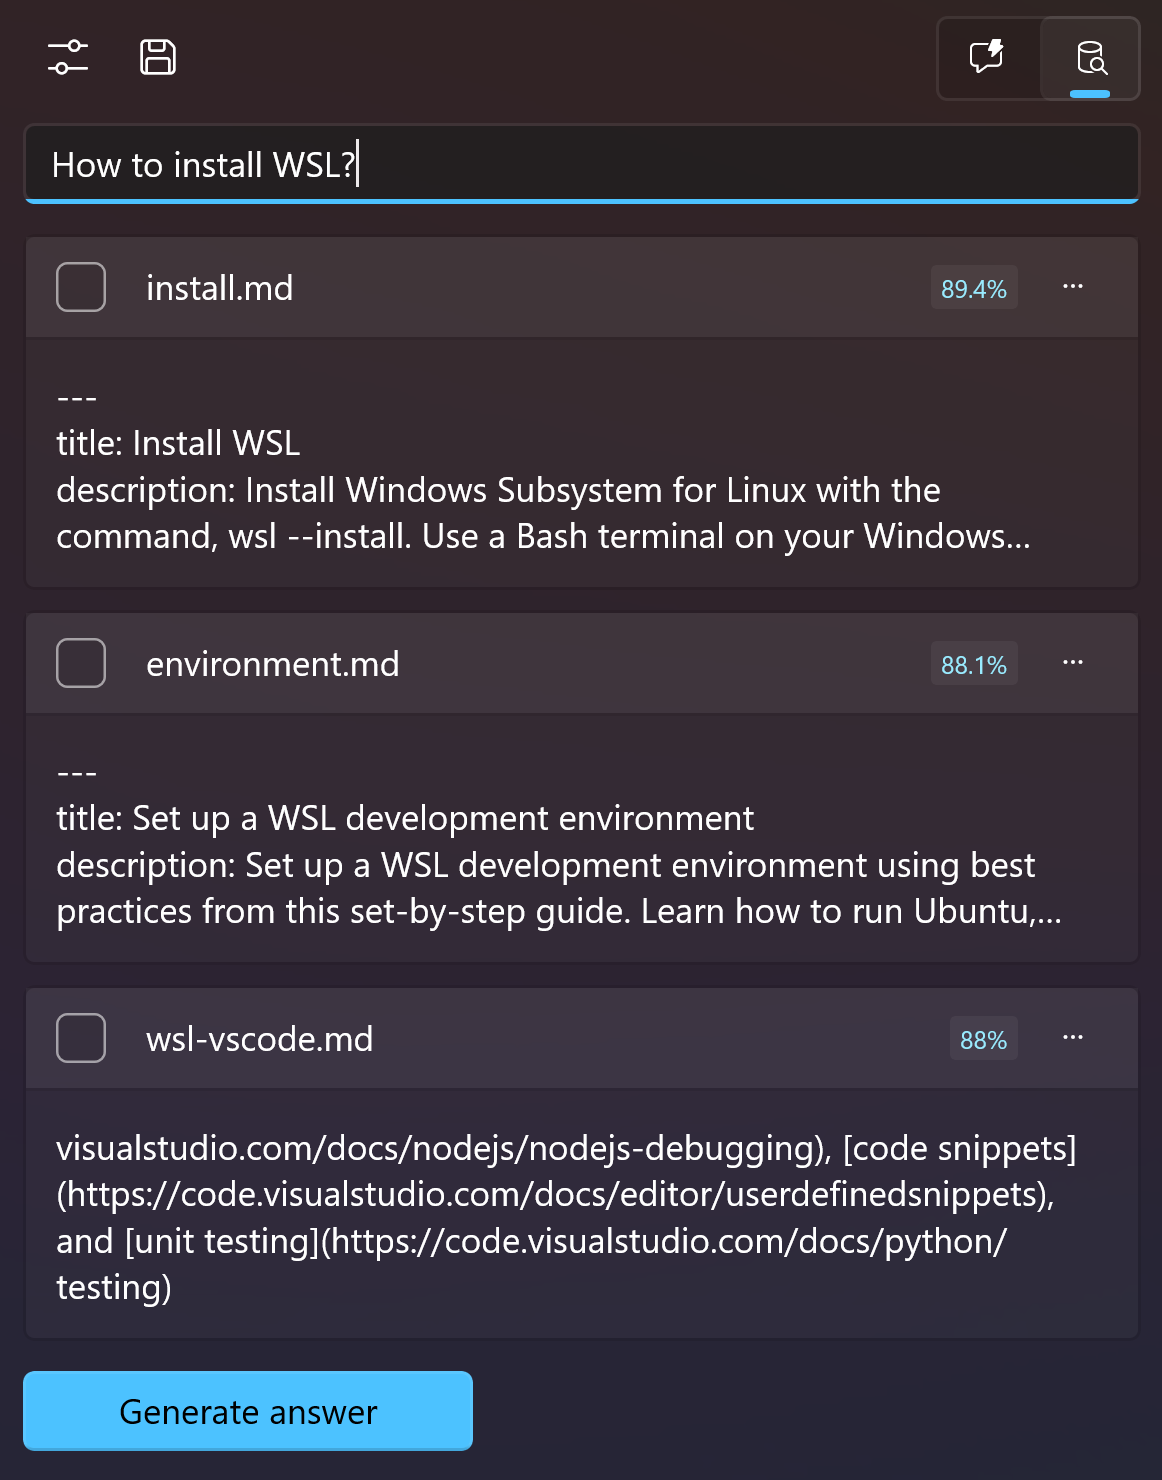 How to install WSL?
install.md
89.4%
---
title: Install WSL
description: Install Windows Subsystem for Linux with the
command, wsl --install. Use a Bash terminal on your Windows...
environment.md
88.1%
---
title: Set up a WSL development environment
description: Set up a WSL development environment using best
practices from this set-by-step guide. Learn how to run Ubuntu,...
wsl-vscode.md
88%
visualstudio.com/docs/nodejs/nodejs-debugging), [code snippets]
(https://code.visualstudio.com/docs/editor/userdefinedsnippets),
and [unit testing](https://code.visualstudio.com/docs/python/
testing)
Generate answer